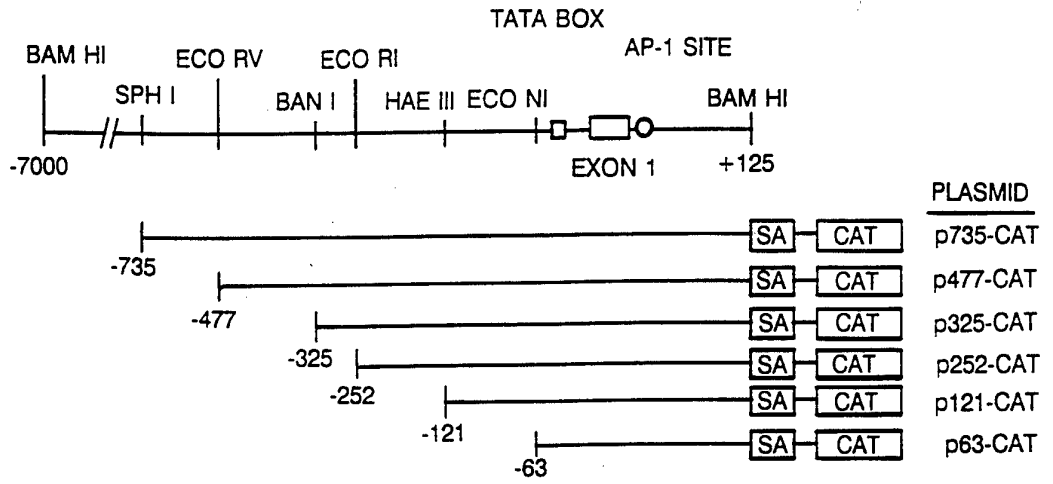 TATA BOX
AP-1 SITE
BAM HI
ECO RV
ECO RI
SPH I
BAN I
HAE III
ECO NI
BAM HI
-7000
EXON 1
+125
PLASMID
SA
CAT
p735-CAT
-735
SA
CAT
p477-CAT
-477
SA
CAT
p325-CAT
-325
SA
CAT
p252-CAT
-252
SA
CAT
p121-CAT
-121
SA
CAT
p63-CAT
-63